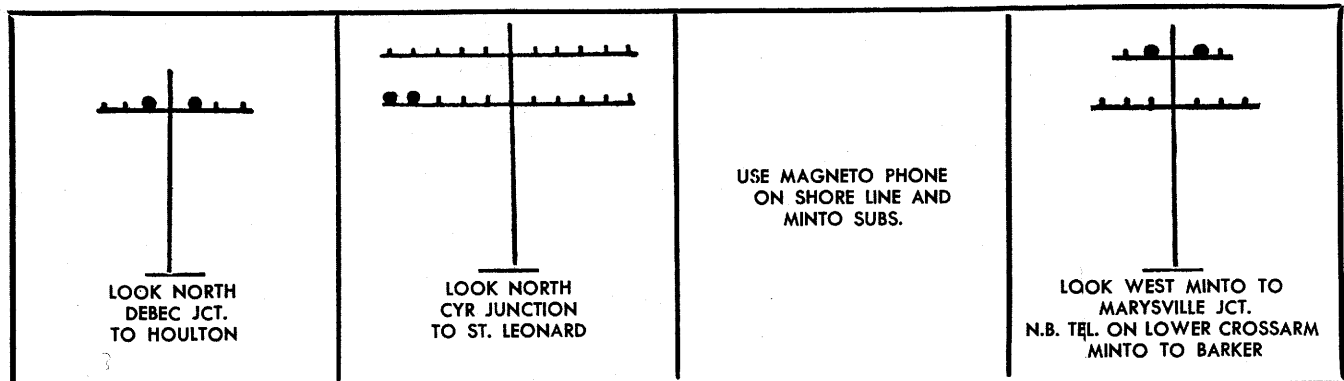 LOOK NORTH
DEBEC JCT.
TO HOULTON
LOOK NORTH
CYR JUNCTION
TO ST. LEONARD
USE MAGNETO PHONE
ON SHORE LINE AND
MINTO SUBS.
LOOK WEST MINTO TO
MARYSVILLE JCT.
N.B. TEL. ON LOWER CROSSARM
MINTO TO BARKER